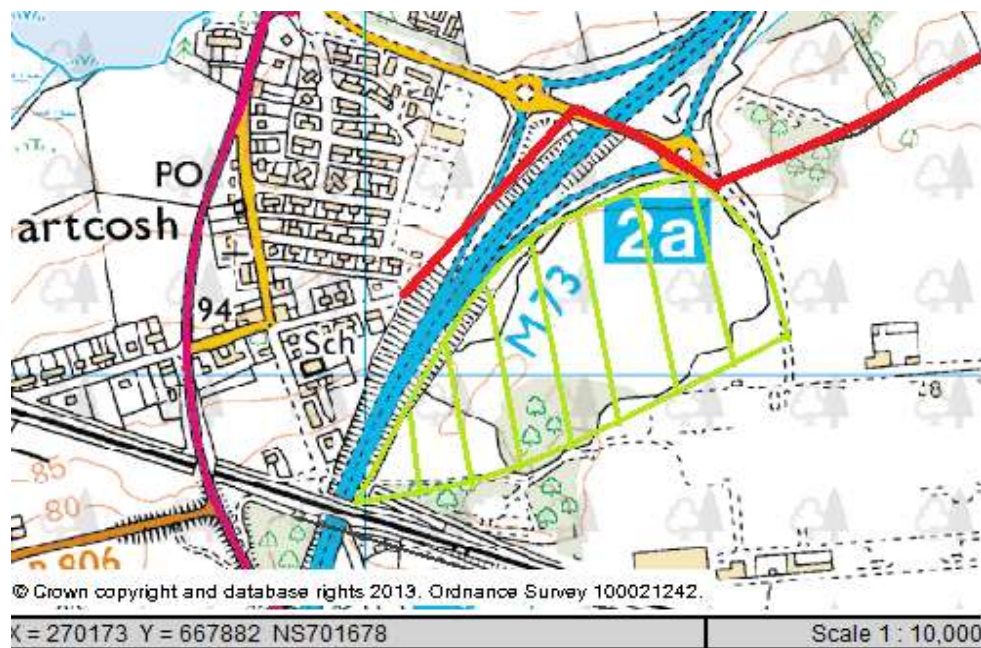 PO
artcosh
94
Sch
2a
M73
85
80
© Crown copyright and database rights 2013. Ordnance Survey 100021242.
X = 270173 Y = 667882 NS701678
Scale 1 : 10,000